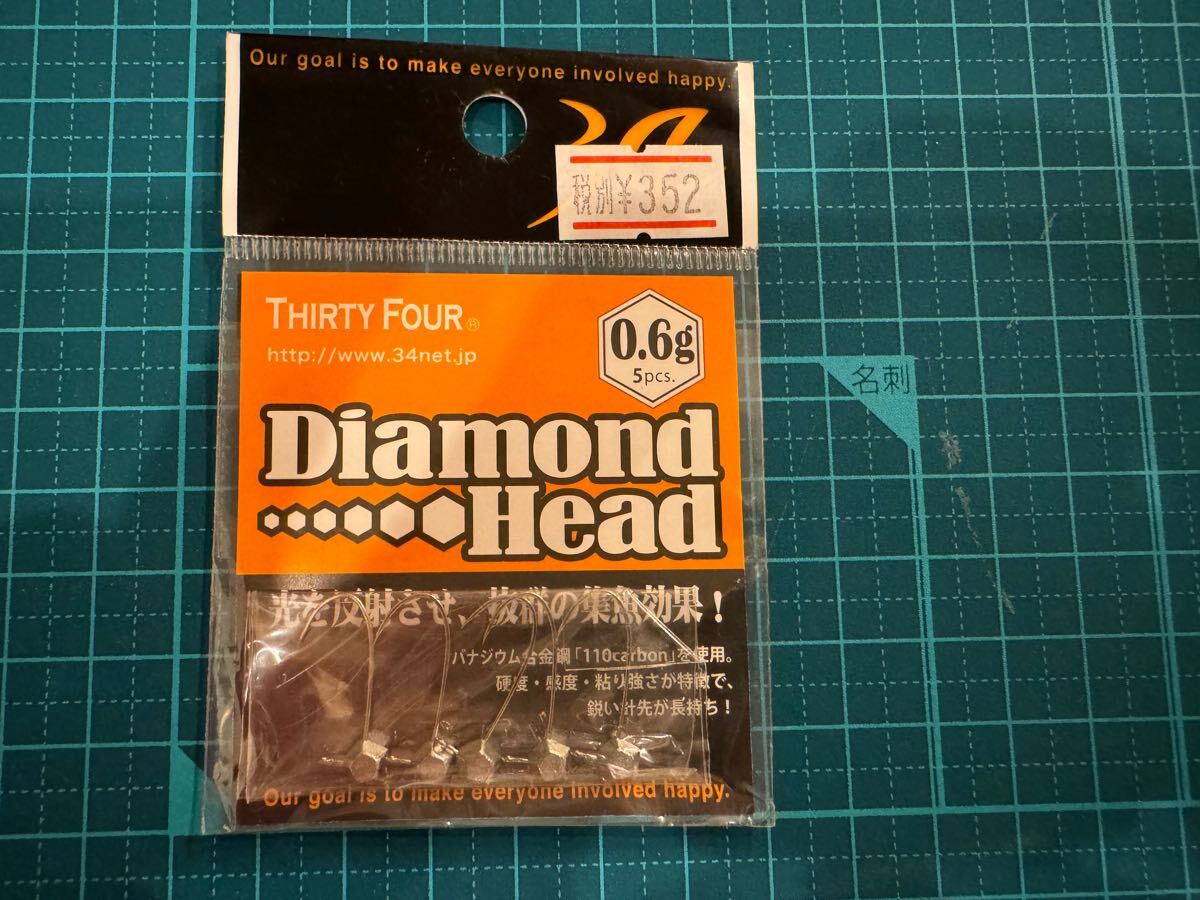 Our goal is to make everyone involved happy.
34
税別¥352
THIRTY FOUR®
http://www.34net.jp
0.6g
5pcs.
Diamond
Head
名刺
光を反射させ、抜群の集魚効果！
バナジウム合金鋼「110carbon」を使用。
硬度・感度・粘り強さが特徴で、
鋭い針先が長持ち！
Our goal is to make everyone involved happy.